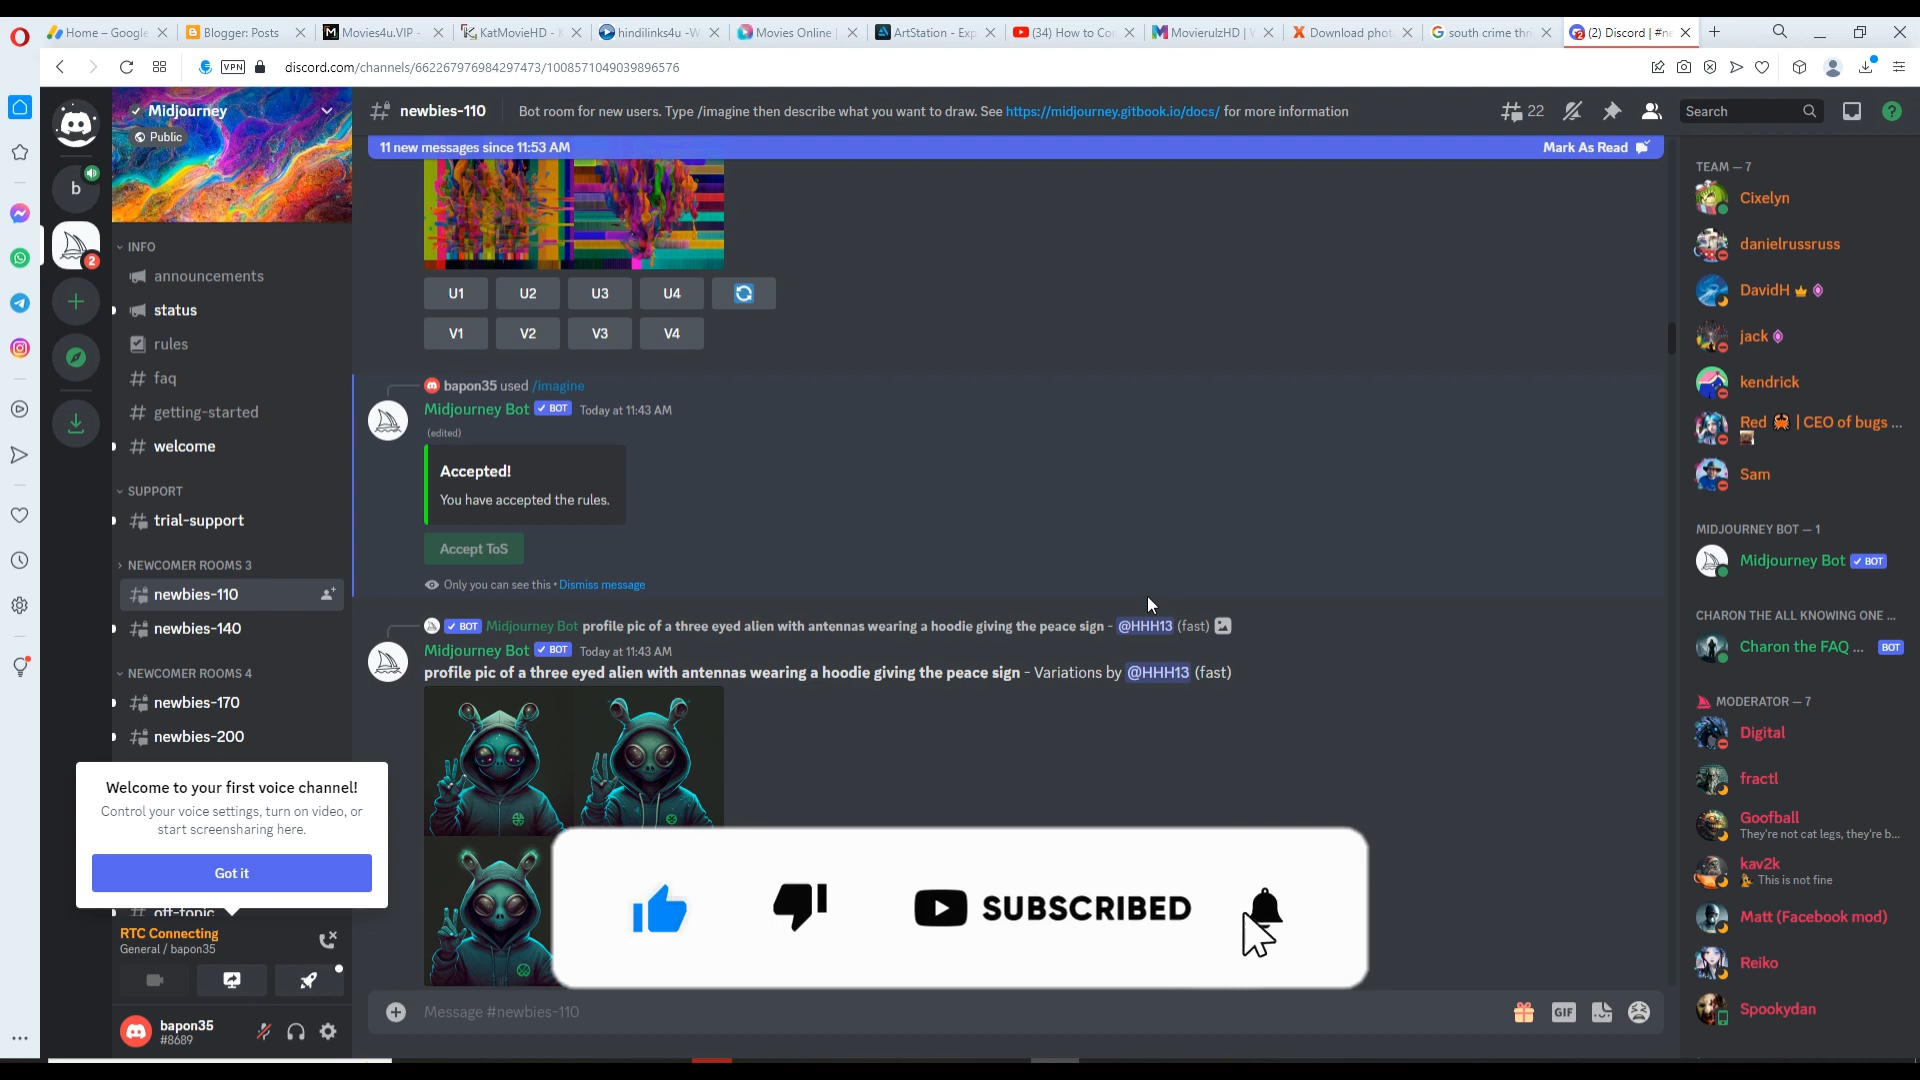 Home – Google
Blogger: Posts
Movies4u.VIP -
KatMovieHD -
hindilinks4u -W
Movies Online
ArtStation - Exp
(34) How to Co
MovierulzHD |
Download phot
south crime thri
(2) Discord | #ne
VPN
discord.com/channels/662267976984297473/1008571049039896576
Midjourney
Public
newbies-110
Bot room for new users. Type /imagine then describe what you want to draw. See https://midjourney.gitbook.io/docs/ for more information
22
Search
11 new messages since 11:53 AM
Mark As Read
b
2
INFO
announcements
status
rules
faq
getting-started
welcome
SUPPORT
trial-support
NEWCOMER ROOMS 3
newbies-110
newbies-140
NEWCOMER ROOMS 4
newbies-170
newbies-200
Welcome to your first voice channel!
Control your voice settings, turn on video, or
start screensharing here.
Got it
off-topic
RTC Connecting
General / bapon35
bapon35
#8689
U1
U2
U3
U4
V1
V2
V3
V4
bapon35 used /imagine
Midjourney Bot BOT Today at 11:43 AM
(edited)
Accepted!
You have accepted the rules.
Accept ToS
Only you can see this • Dismiss message
BOT Midjourney Bot profile pic of a three eyed alien with antennas wearing a hoodie giving the peace sign - @HHH13 (fast)
Midjourney Bot BOT Today at 11:43 AM
profile pic of a three eyed alien with antennas wearing a hoodie giving the peace sign - Variations by @HHH13 (fast)
SUBSCRIBED
Message #newbies-110
GIF
TEAM — 7
Cixelyn
danielrussruss
DavidH
jack
kendrick
Red | CEO of bugs ...
Sam
MIDJOURNEY BOT — 1
Midjourney Bot BOT
CHARON THE ALL KNOWING ONE ...
Charon the FAQ ... BOT
MODERATOR — 7
Digital
fractl
Goofball
They're not cat legs, they're b...
kav2k
This is not fine
Matt (Facebook mod)
Reiko
Spookydan